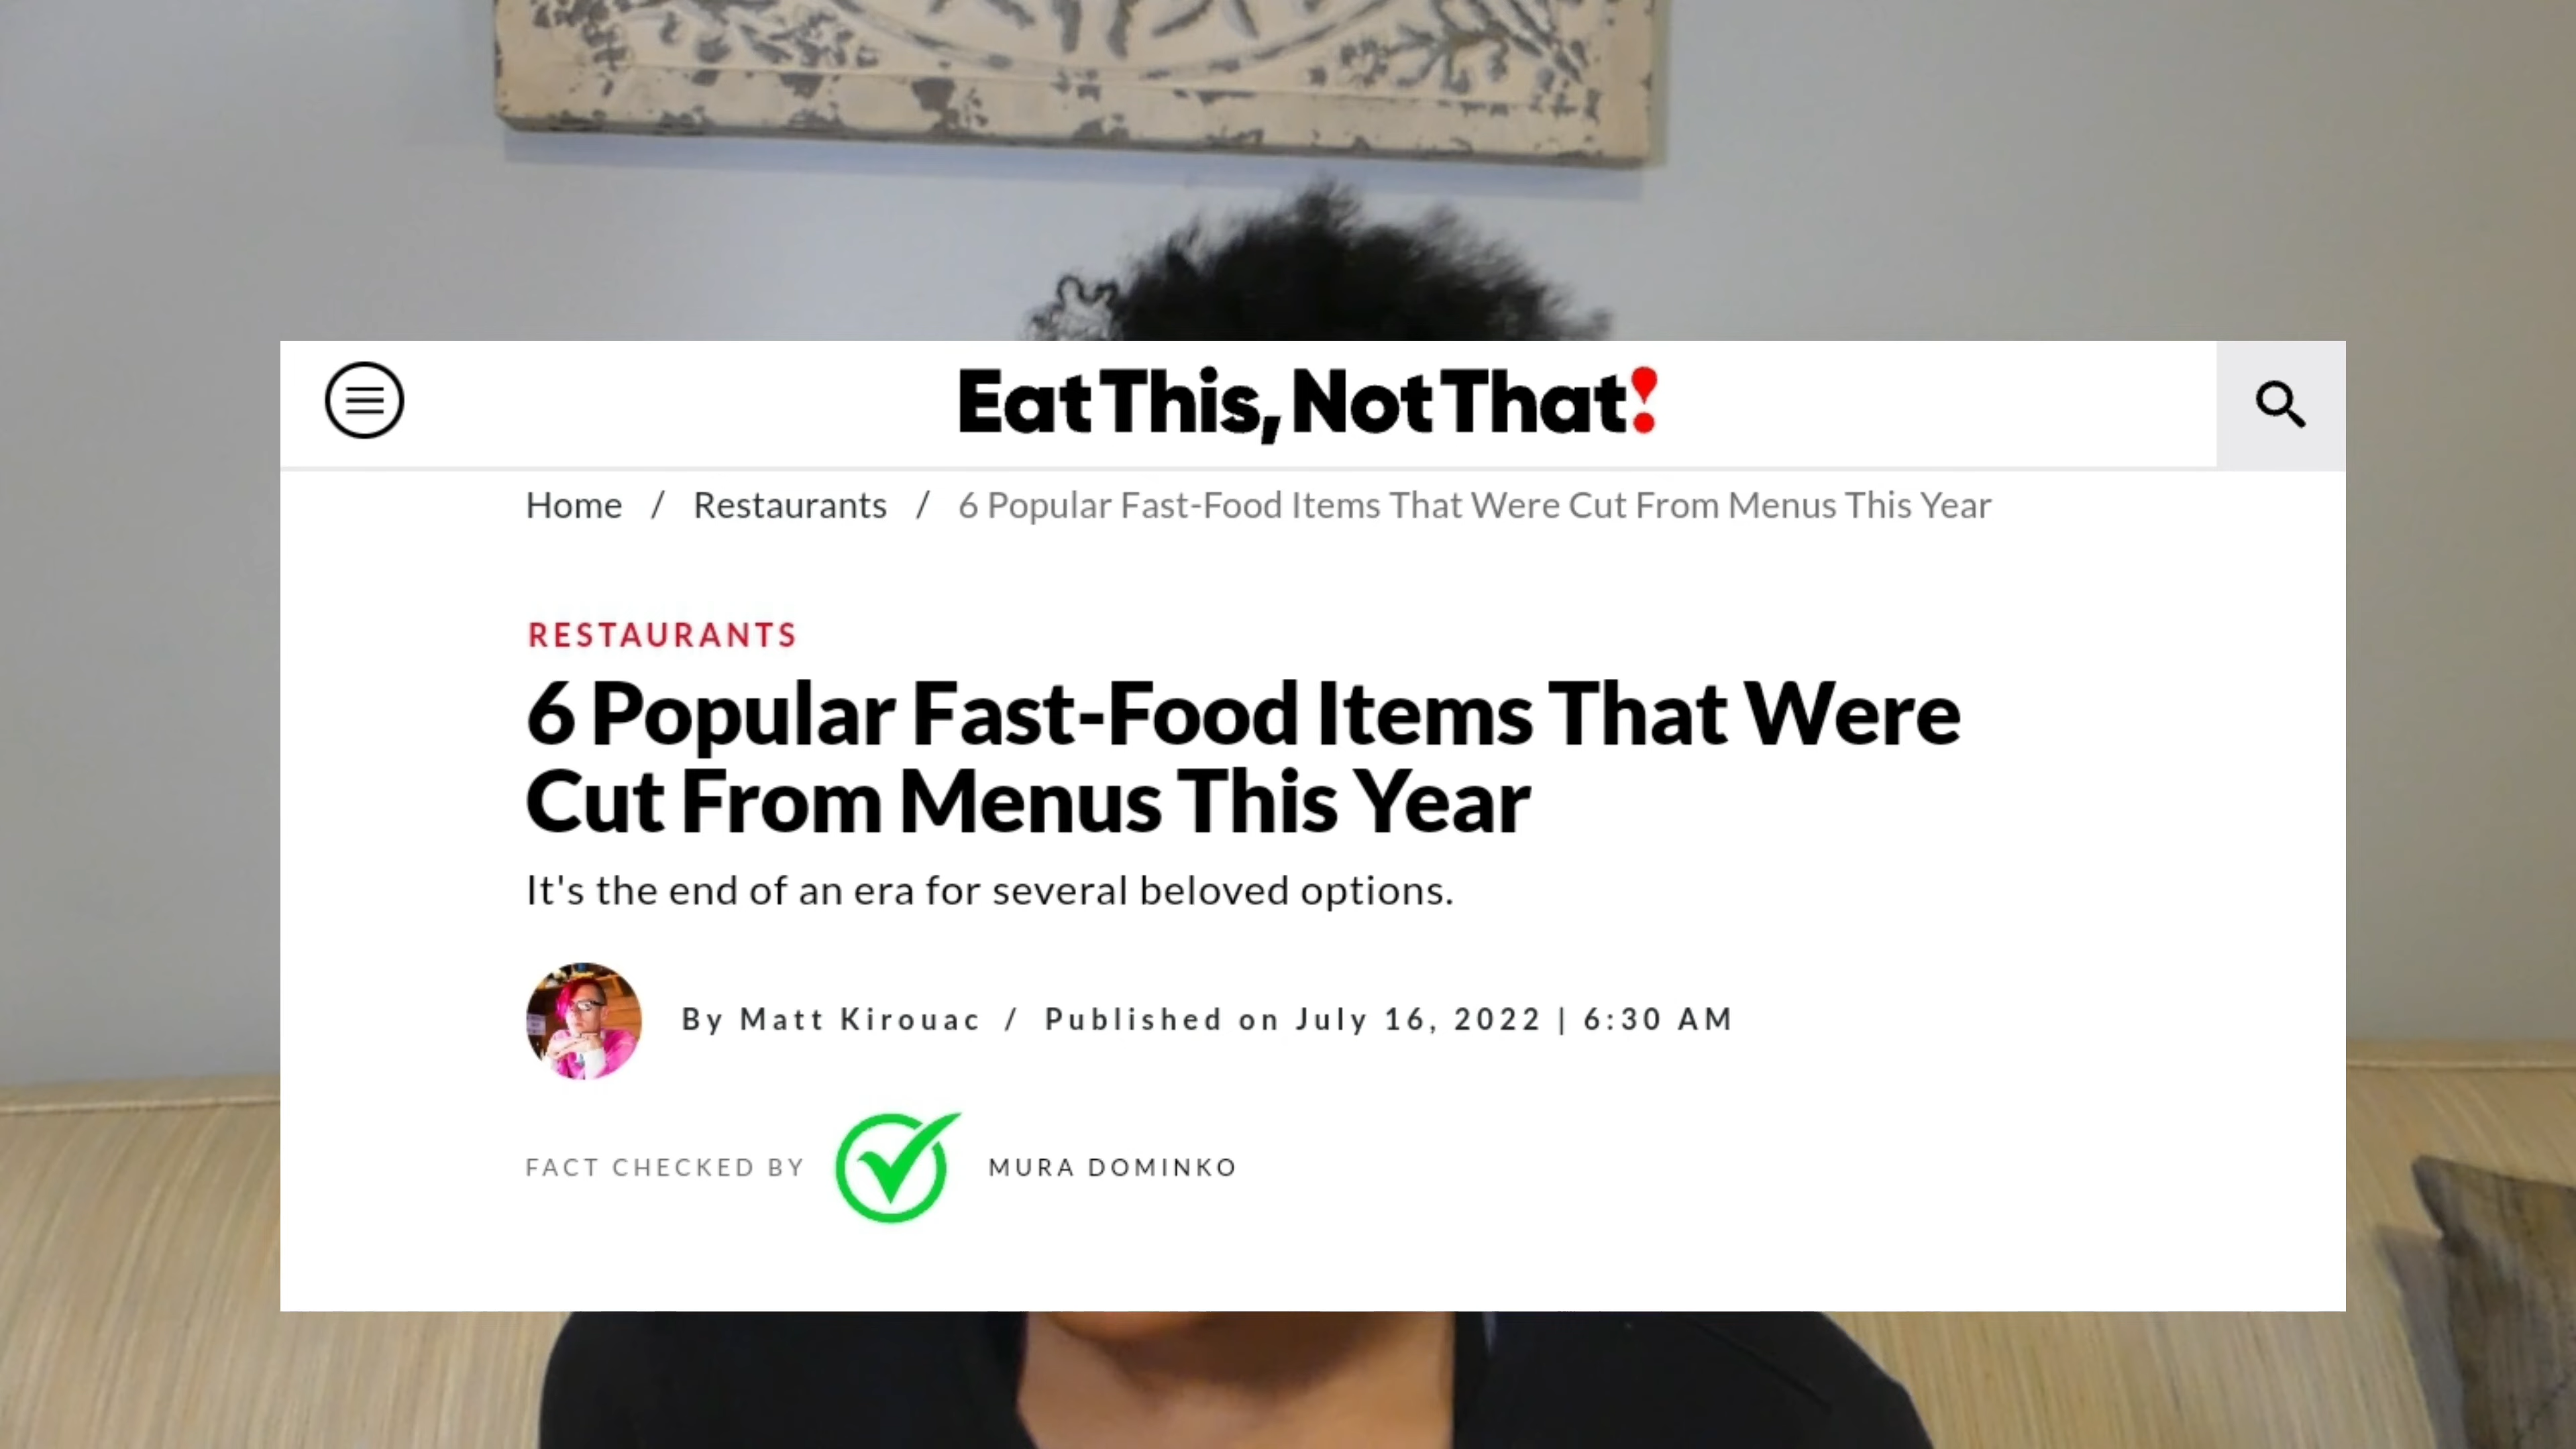 Eat This, Not That!
Home / Restaurants / 6 Popular Fast-Food Items That Were Cut From Menus This Year
RESTAURANTS
6 Popular Fast-Food Items That Were
Cut From Menus This Year
It's the end of an era for several beloved options.
By Matt Kirouac / Published on July 16, 2022 | 6:30 AM
FACT CHECKED BY MURA DOMINKO